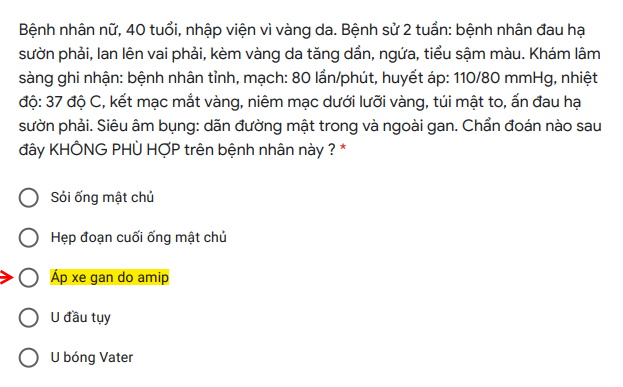 Bệnh nhân nữ, 40 tuổi, nhập viện vì vàng da. Bệnh sử 2 tuần: bệnh nhân đau hạ
sườn phải, lan lên vai phải, kèm vàng da tăng dần, ngứa, tiểu sậm màu. Khám lâm
sàng ghi nhận: bệnh nhân tỉnh, mạch: 80 lần/phút, huyết áp: 110/80 mmHg, nhiệt
độ: 37 độ C, kết mạc mắt vàng, niêm mạc dưới lưỡi vàng, túi mật to, ấn đau hạ
sườn phải. Siêu âm bụng: dãn đường mật trong và ngoài gan. Chẩn đoán nào sau
đây KHÔNG PHÙ HỢP trên bệnh nhân này ? *
Sỏi ống mật chủ
Hẹp đoạn cuối ống mật chủ
Áp xe gan do amip
U đầu tụy
U bóng Vater